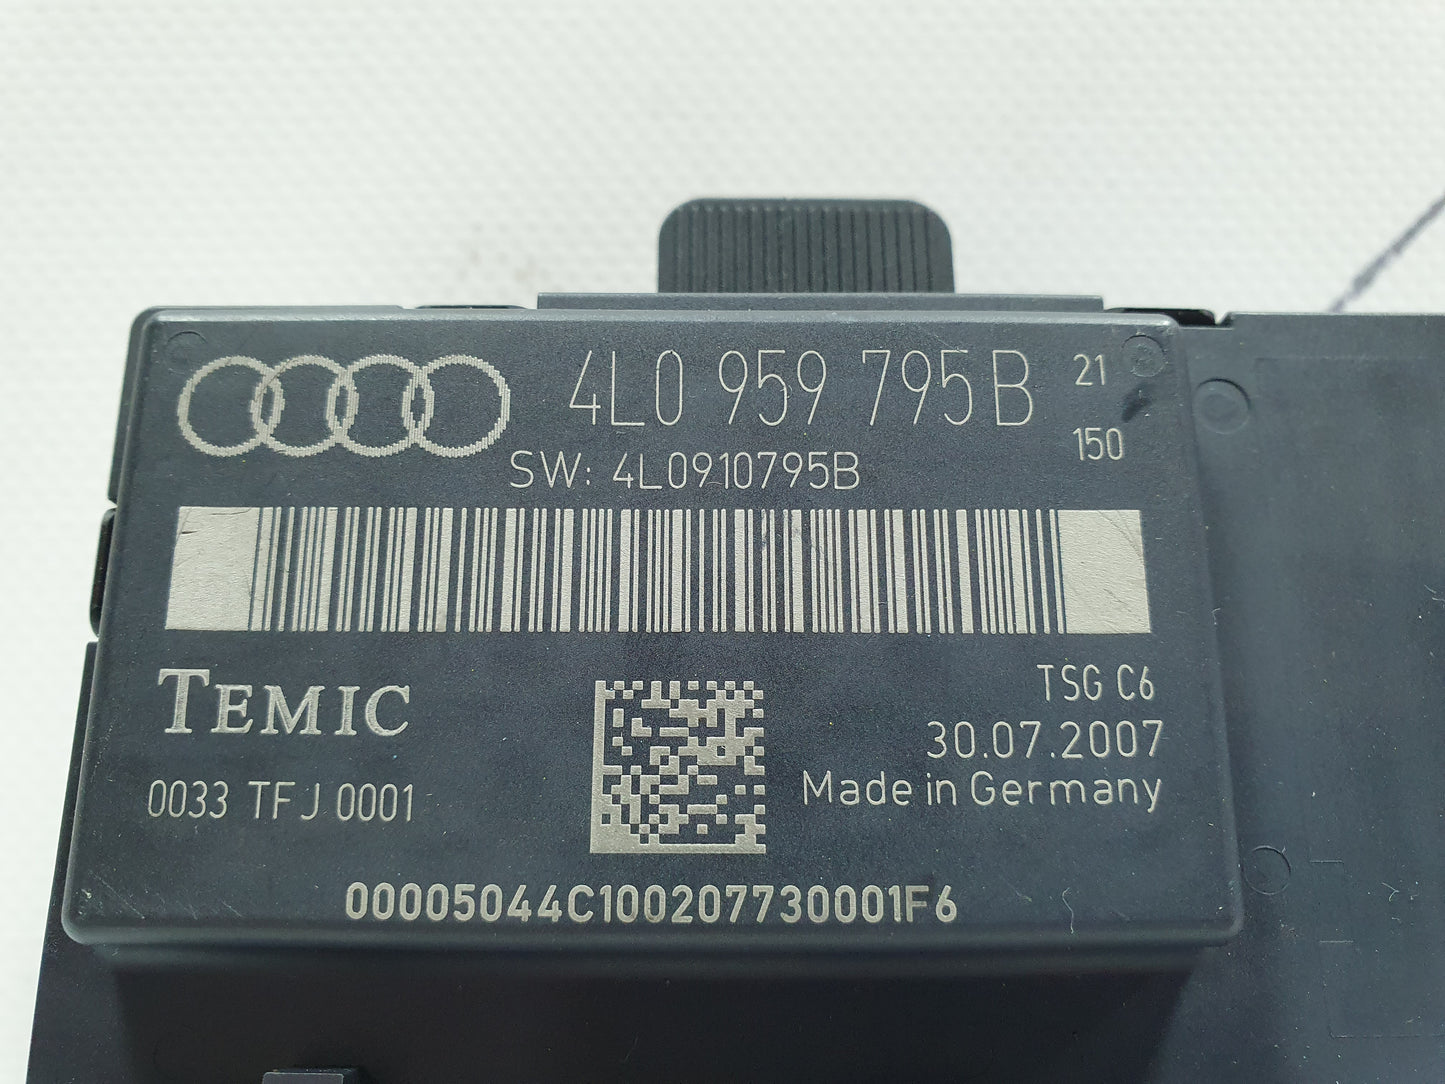 4L0 959 795 B 21
150
SW: 4L0910795B
TEMIC
TSG C6
30.07.2007
0033 TFJ 0001
Made in Germany
00005044C100207730001F6